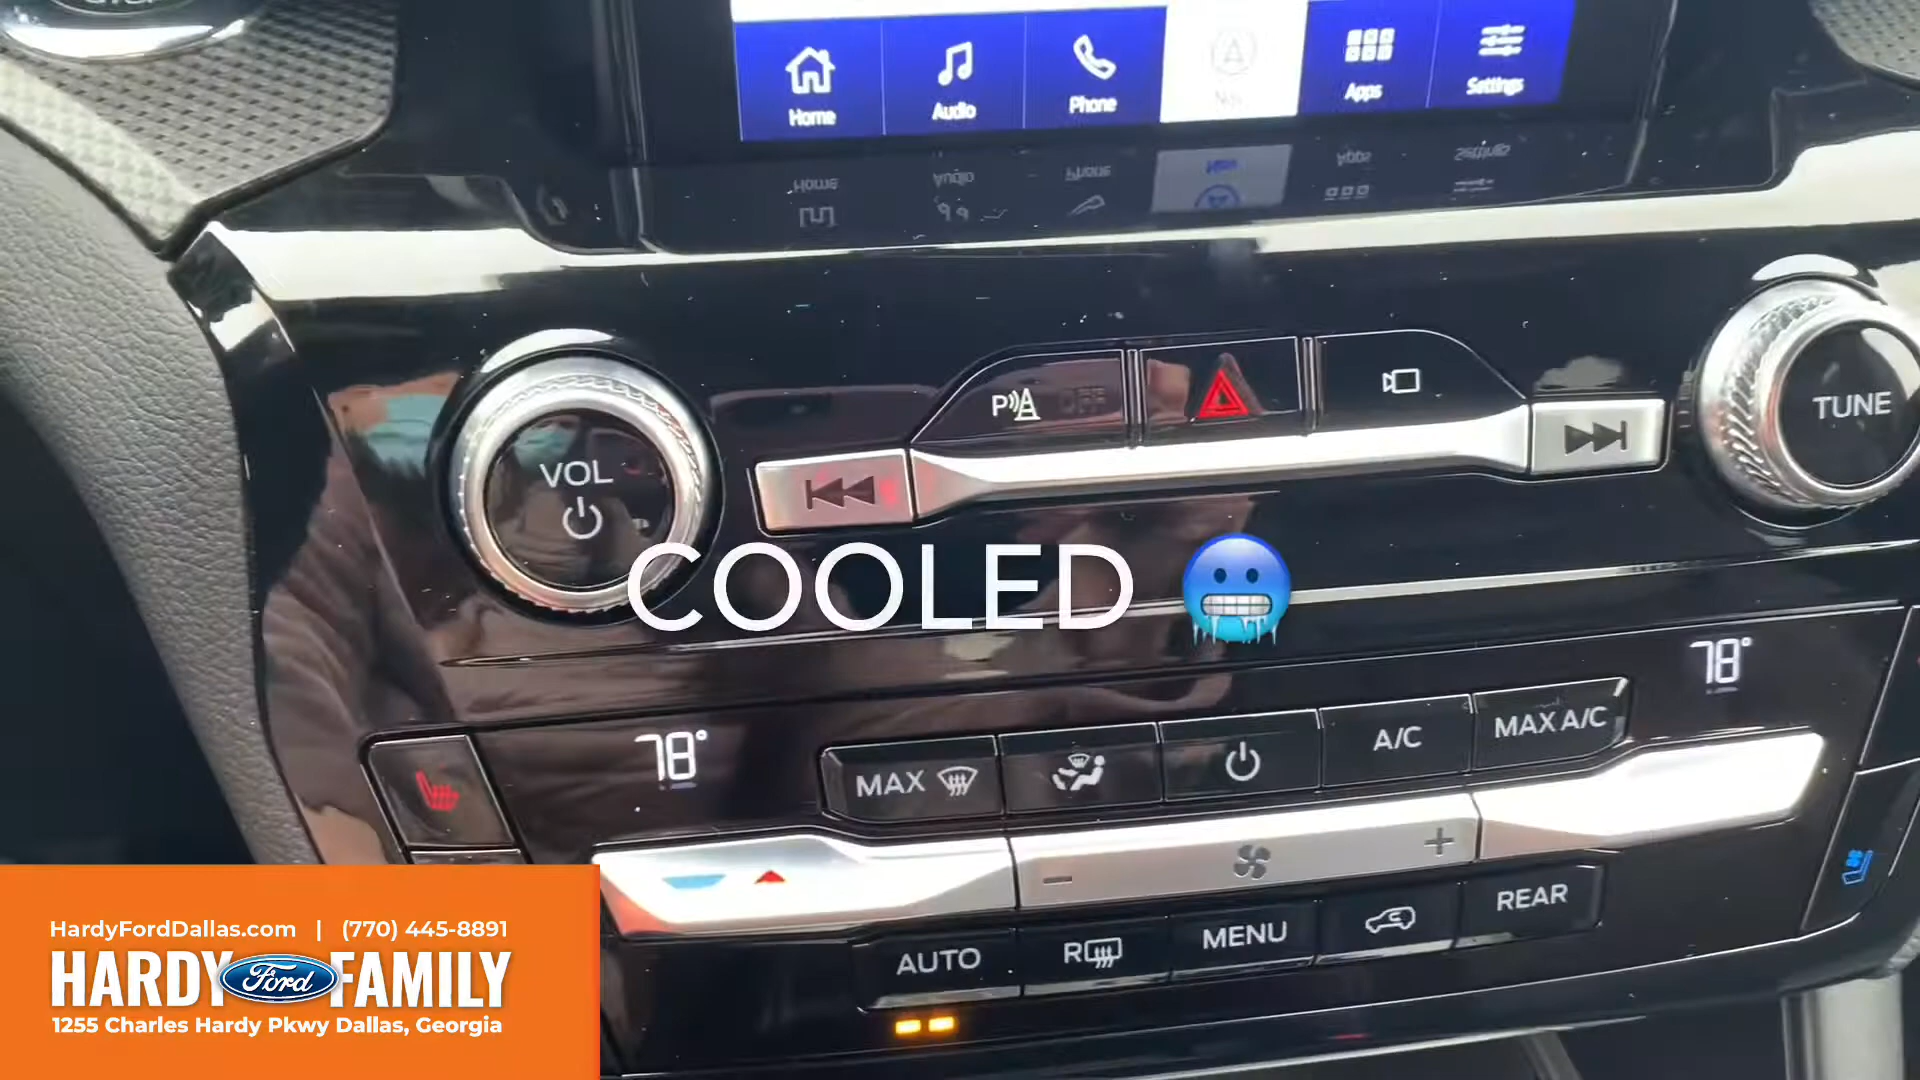 Home Audio Phone Apps Settings
P OFF
VOL
TUNE
COOLED
78°
78°
MAX
A/C
MAX A/C
AUTO
R
MENU
REAR
HardyFordDallas.com | (770) 445-8891
HARDY Ford FAMILY
1255 Charles Hardy Pkwy Dallas, Georgia